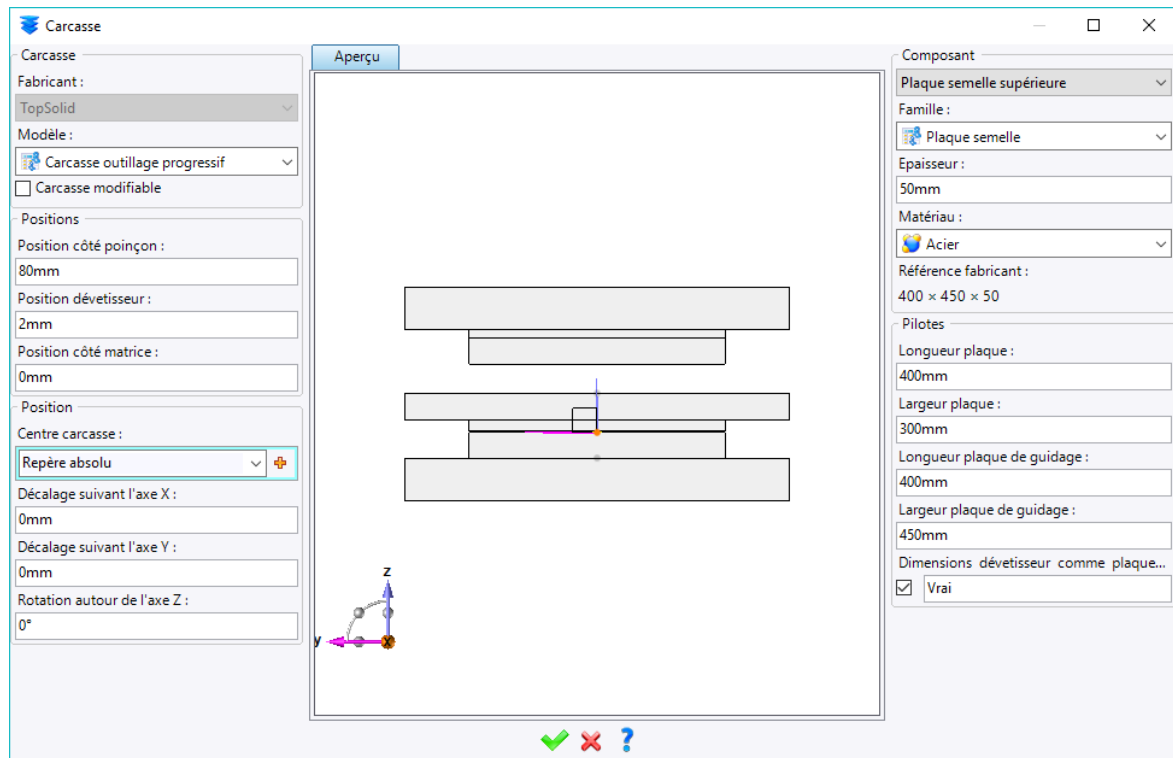 Carcasse
Carcasse
Fabricant :
TopSolid
Modèle :
Carcasse outillage progressif
Carcasse modifiable
Positions
Position côté poinçon :
80mm
Position dévetisseur :
2mm
Position côté matrice :
0mm
Position
Centre carcasse :
Repère absolu
Décalage suivant l'axe X :
0mm
Décalage suivant l'axe Y :
0mm
Rotation autour de l'axe Z :
0°
Aperçu
z
y
x
Composant
Plaque semelle supérieure
Famille :
Plaque semelle
Epaisseur :
50mm
Matériau :
Acier
Référence fabricant :
400 × 450 × 50
Pilotes
Longueur plaque :
400mm
Largeur plaque :
300mm
Longueur plaque de guidage :
400mm
Largeur plaque de guidage :
450mm
Dimensions dévetisseur comme plaque...
Vrai
?